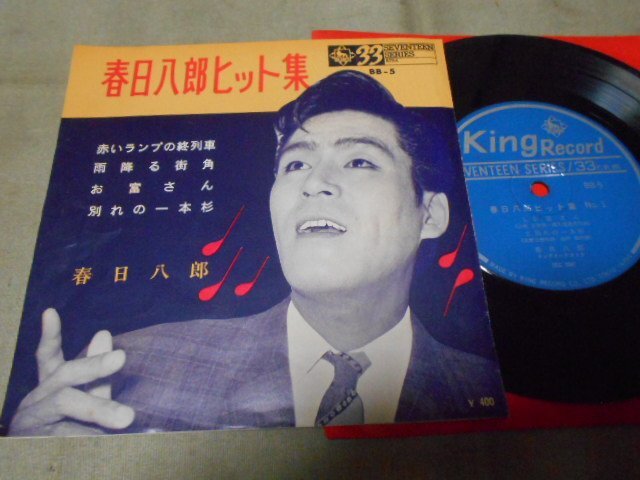 33
SEVENTEEN
SERIES
BB-5
春日八郎ヒット集
赤いランプの終列車
雨降る街角
お富さん
別れの一本杉
春日八郎
¥ 400
King Record
VENTEEN SERIES/33
BB-5
春日八郎ヒット集 No.1